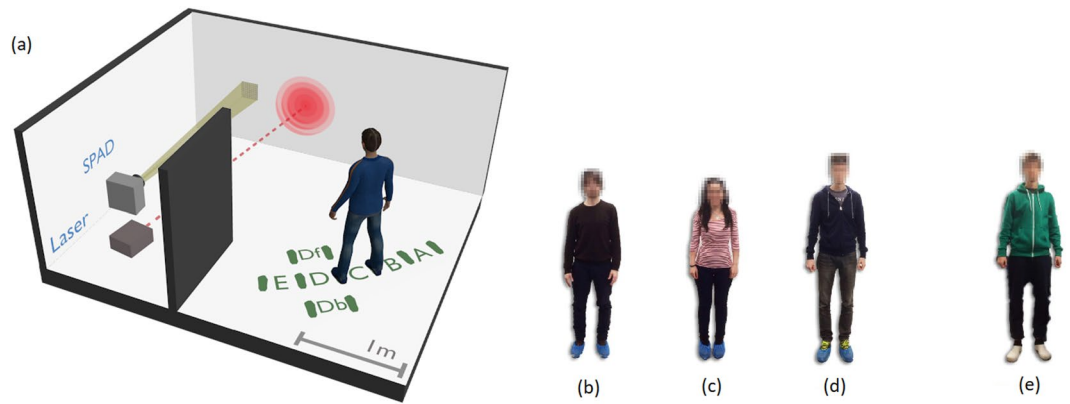 (a)
SPAD
Laser
Df
E D C B A
Db
1m
(b)
(c)
(d)
(e)